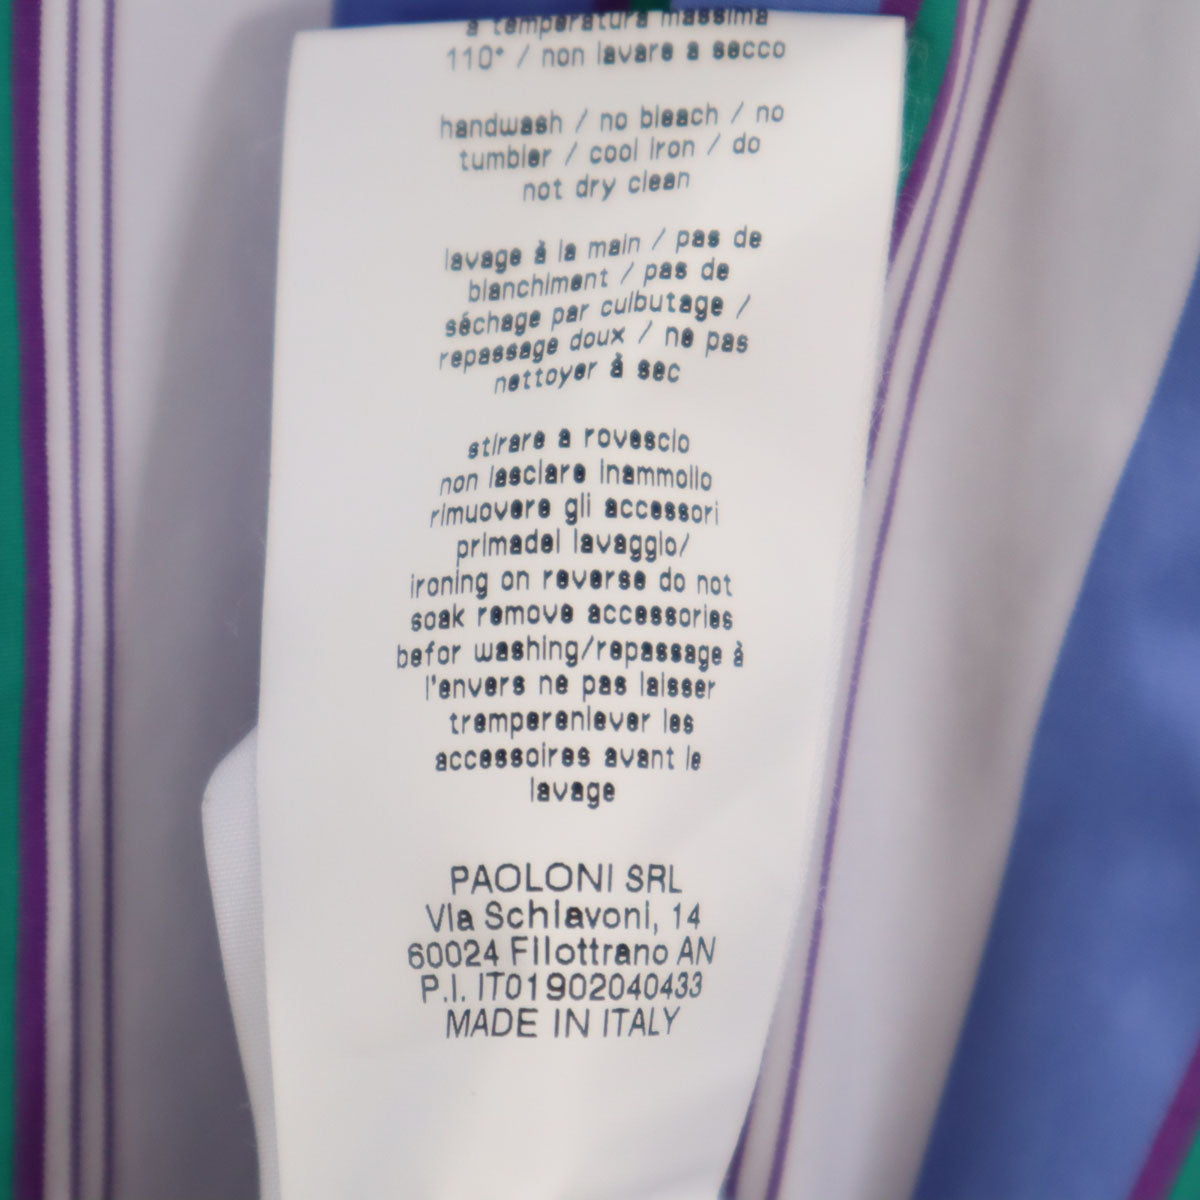 a temperatura massima
110° / non lavare a secco
handwash / no bleach / no
tumbler / cool iron / do
not dry clean
lavage à la main / pas de
blanchiment / pas de
séchage par culbutage /
repassage doux / ne pas
nettoyer à sec
stirare a rovescio
non lasciare inammollo
rimuovere gli accessori
primadel lavaggio/
ironing on reverse do not
soak remove accessories
befor washing/repassage à
l'envers ne pas laisser
tremperenlever les
accessoires avant le
lavage
PAOLONI SRL
Via Schiavoni, 14
60024 Filottrano AN
P.I. IT01902040433
MADE IN ITALY